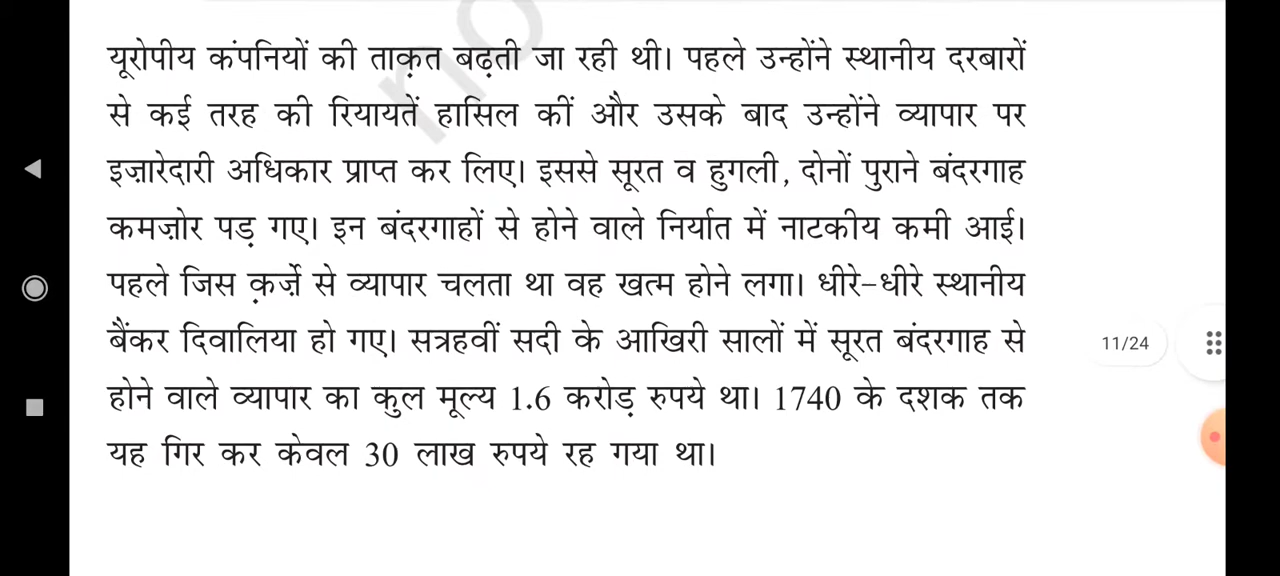 यूरोपीय कंपनियों की ताक़त बढ़ती जा रही थी। पहले उन्होंने स्थानीय दरबारों
से कई तरह की रियायतें हासिल कीं और उसके बाद उन्होंने व्यापार पर
इज़ारेदारी अधिकार प्राप्त कर लिए। इससे सूरत व हुगली, दोनों पुराने बंदरगाह
कमज़ोर पड़ गए। इन बंदरगाहों से होने वाले निर्यात में नाटकीय कमी आई।
पहले जिस क़र्ज़े से व्यापार चलता था वह खत्म होने लगा। धीरे-धीरे स्थानीय
बैंकर दिवालिया हो गए। सत्रहवीं सदी के आखिरी सालों में सूरत बंदरगाह से
11/24
होने वाले व्यापार का कुल मूल्य 1.6 करोड़ रुपये था। 1740 के दशक तक
यह गिर कर केवल 30 लाख रुपये रह गया था।
no